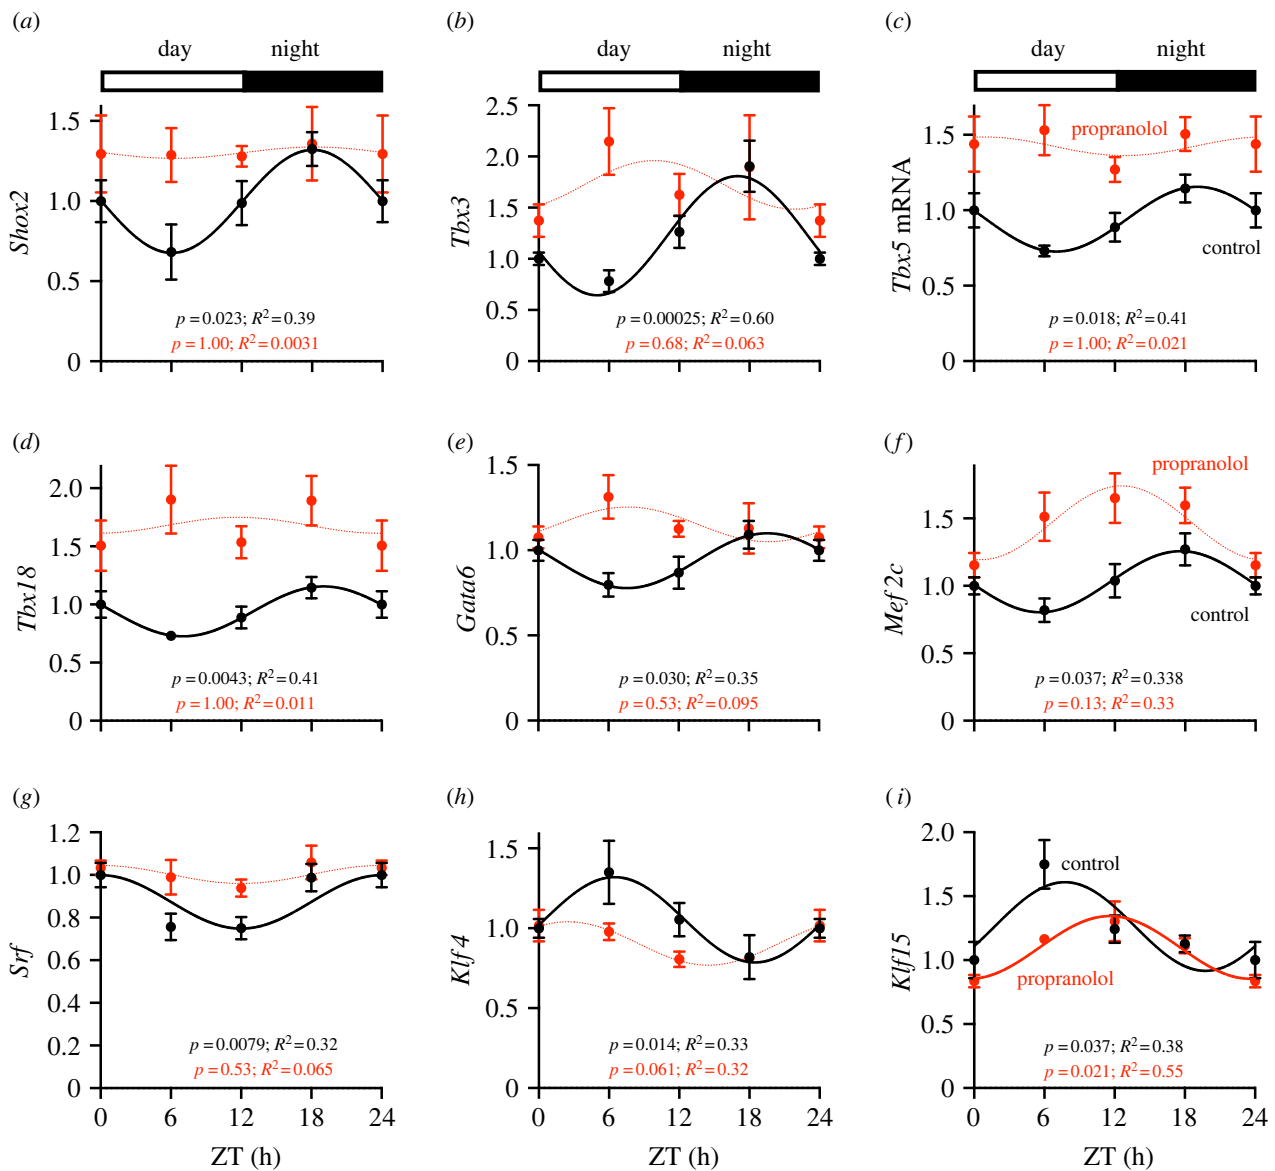 (a)
day night
Shox2
1.5
1.0
0.5
0
p = 0.023; R2 = 0.39
p = 1.00; R2 = 0.0031
(b)
day night
Tbx3
2.5
2.0
1.5
1.0
0.5
0
p = 0.00025; R2 = 0.60
p = 0.68; R2 = 0.063
(c)
day night
Tbx5 mRNA
1.5
1.0
0.5
0
propranolol
control
p = 0.018; R2 = 0.41
p = 1.00; R2 = 0.021
(d)
Tbx18
2.0
1.5
1.0
0.5
0
p = 0.0043; R2 = 0.41
p = 1.00; R2 = 0.011
(e)
Gata6
1.5
1.0
0.5
0
p = 0.030; R2 = 0.35
p = 0.53; R2 = 0.095
(f)
Mef2c
1.5
1.0
0.5
0
propranolol
control
p = 0.037; R2 = 0.338
p = 0.13; R2 = 0.33
(g)
Srf
1.2
1.0
0.8
0.6
0.4
0.2
0
p = 0.0079; R2 = 0.32
p = 0.53; R2 = 0.065
0 6 12 18 24
ZT (h)
(h)
Klf4
1.5
1.0
0.5
0
p = 0.014; R2 = 0.33
p = 0.061; R2 = 0.32
0 6 12 18 24
ZT (h)
(i)
Klf15
2.0
1.5
1.0
0.5
0
control
propranolol
p = 0.037; R2 = 0.38
p = 0.021; R2 = 0.55
0 6 12 18 24
ZT (h)